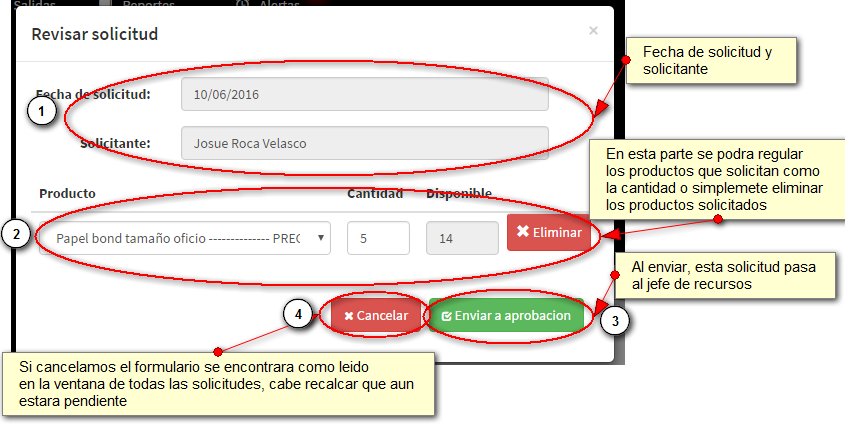 Salidas Reportes Alertas
Revisar solicitud ×
Fecha de solicitud y
solicitante
Fecha de solicitud: 10/06/2016
1
Solicitante: Josue Roca Velasco
En esta parte se podra regular
los productos que solicitan como
la cantidad o simplemete eliminar
los productos solicitados
Producto Cantidad Disponible
2
Papel bond tamaño oficio -------------- PREC 5 14 Eliminar
Al enviar, esta solicitud pasa
al jefe de recursos
4 Cancelar Enviar a aprobacion 3
Si cancelamos el formulario se encontrara como leido
en la ventana de todas las solicitudes, cabe recalcar que aun
estara pendiente